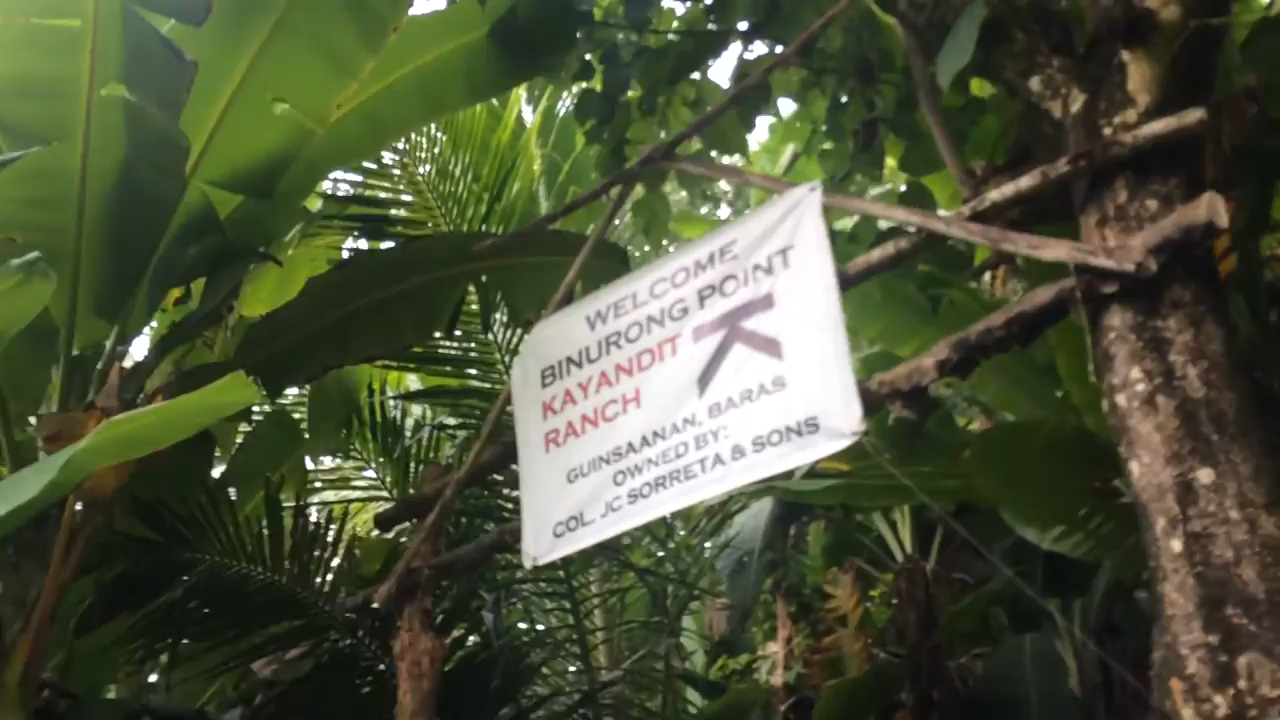 WELCOME
BINURONG POINT
KAYANDIT
RANCH
GUINSAANAN, BARAS
OWNED BY:
COL. JC SORRETA & SONS